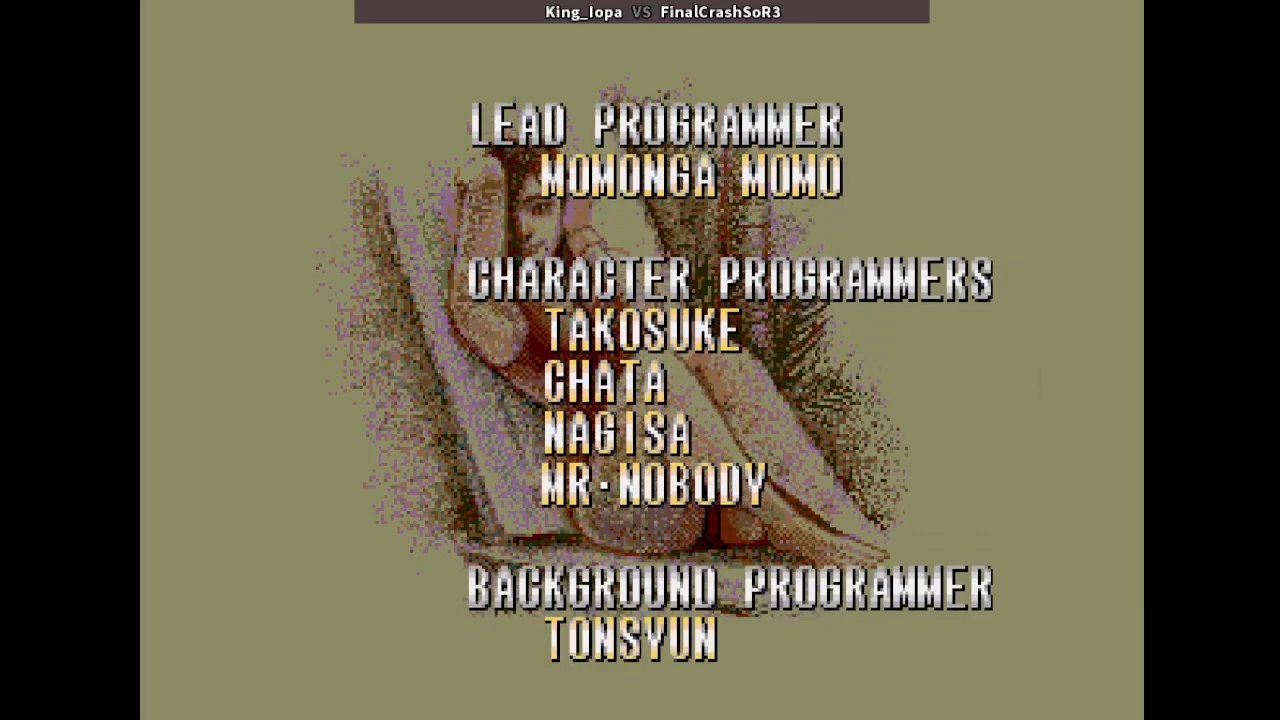 King_Iopa VS FinalCrashSoR3
LEAD PROGRAMMER
MOMONGA MOMO
CHARACTER PROGRAMMERS
TAKOSUKE
CHATA
NAGISA
MR·NOBODY
BACKGROUND PROGRAMMER
TONSYUN